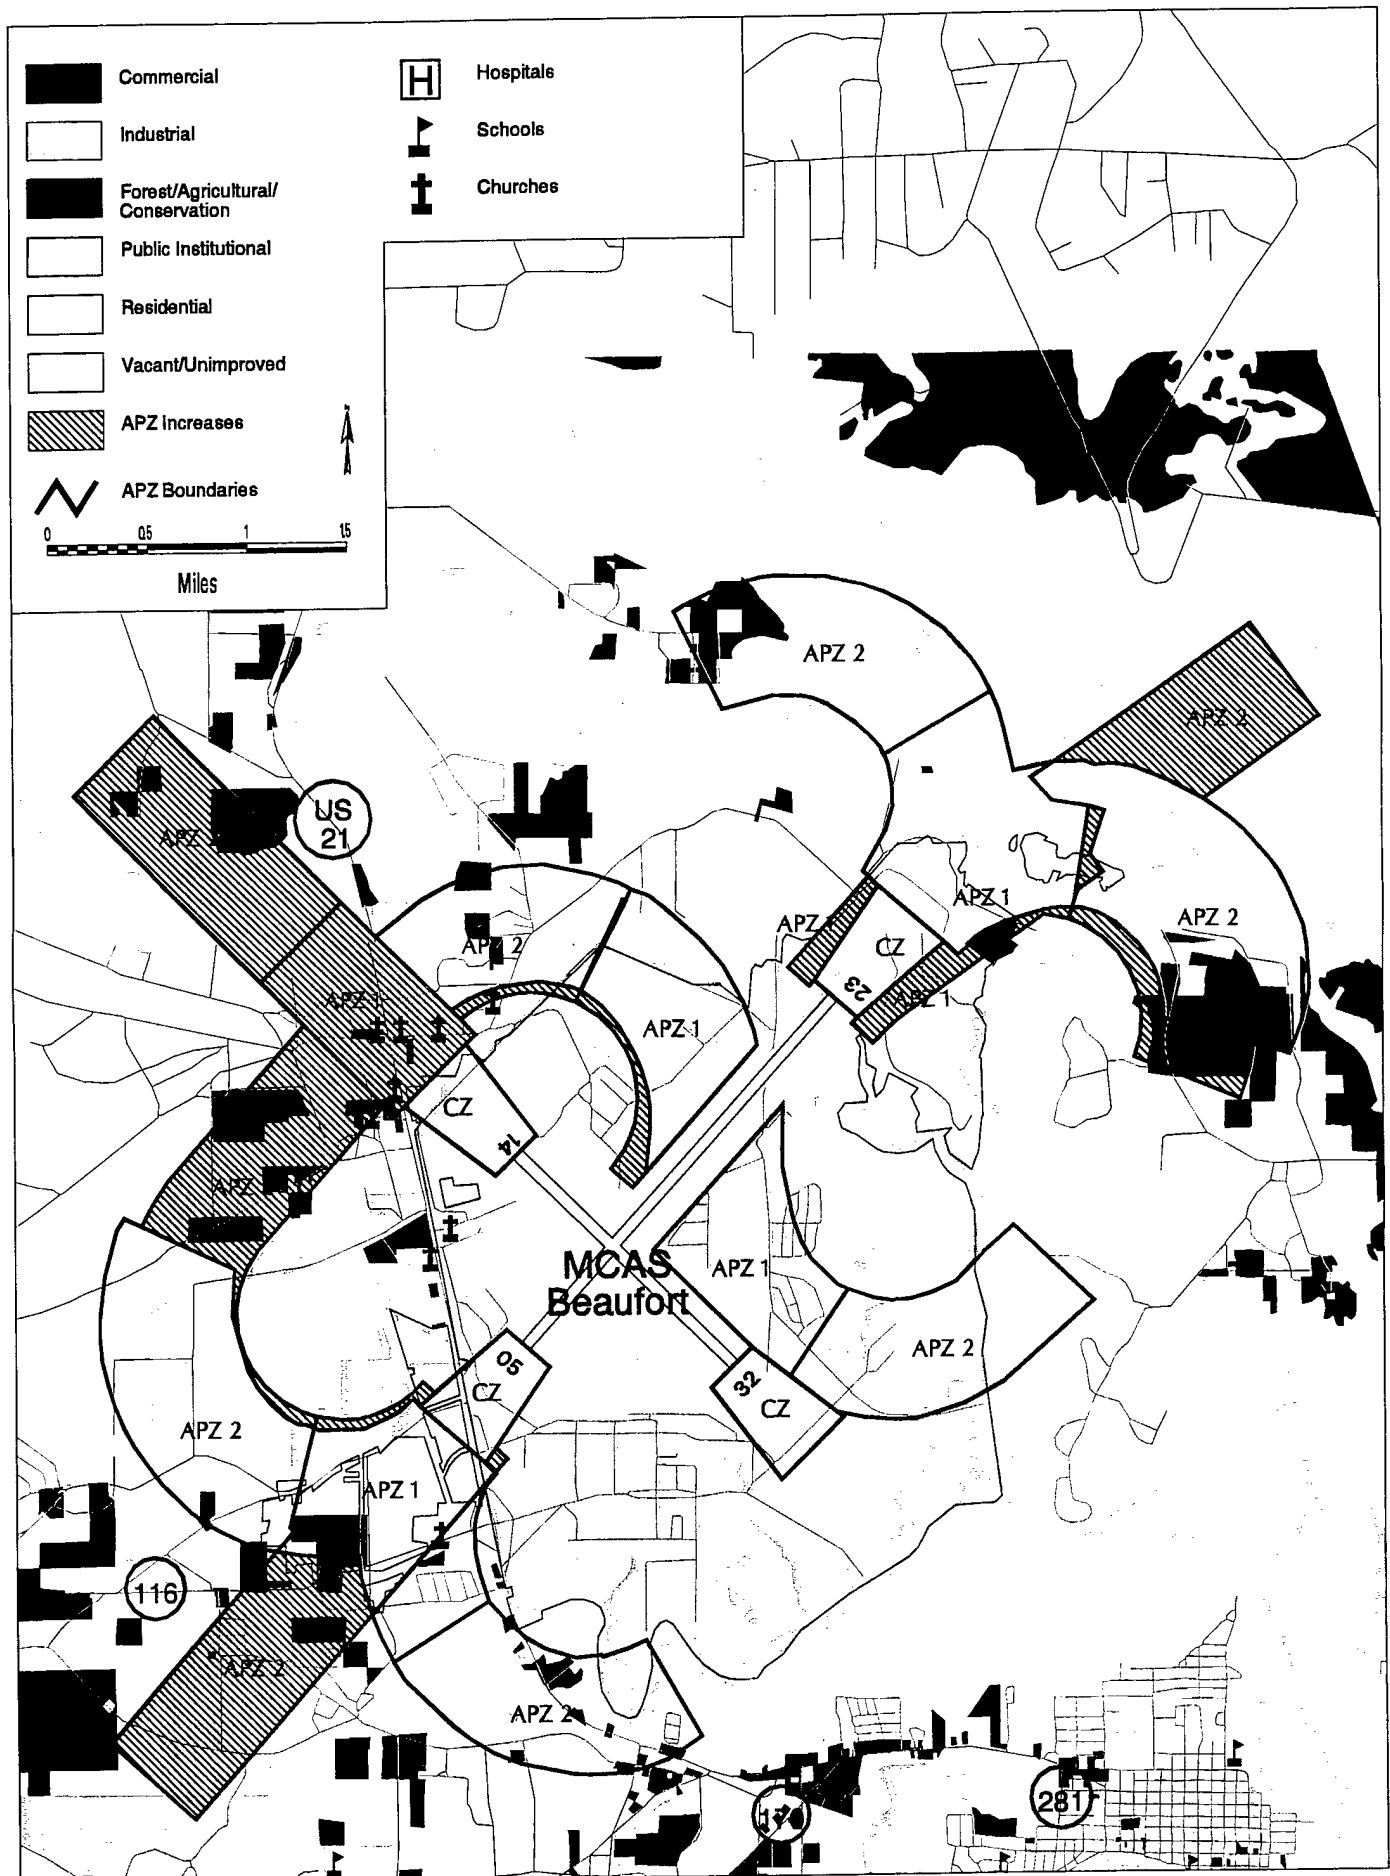 Commercial
Industrial
Forest/Agricultural/
Conservation
Public Institutional
Residential
Vacant/Unimproved
APZ Increases
APZ Boundaries
0 0.5 1 1.5
Miles
H Hospitals
Schools
Churches
APZ 2
APZ 2
US
21
APZ
APZ 2
APZ 1
APZ 1
APZ 2
CZ
23
APZ 1
APZ 1
APZ 1
CZ
14
APZ
MCAS
Beaufort
APZ 1
APZ 2
05
CZ
32
CZ
APZ 2
APZ 1
116
APZ 2
APZ 2
281